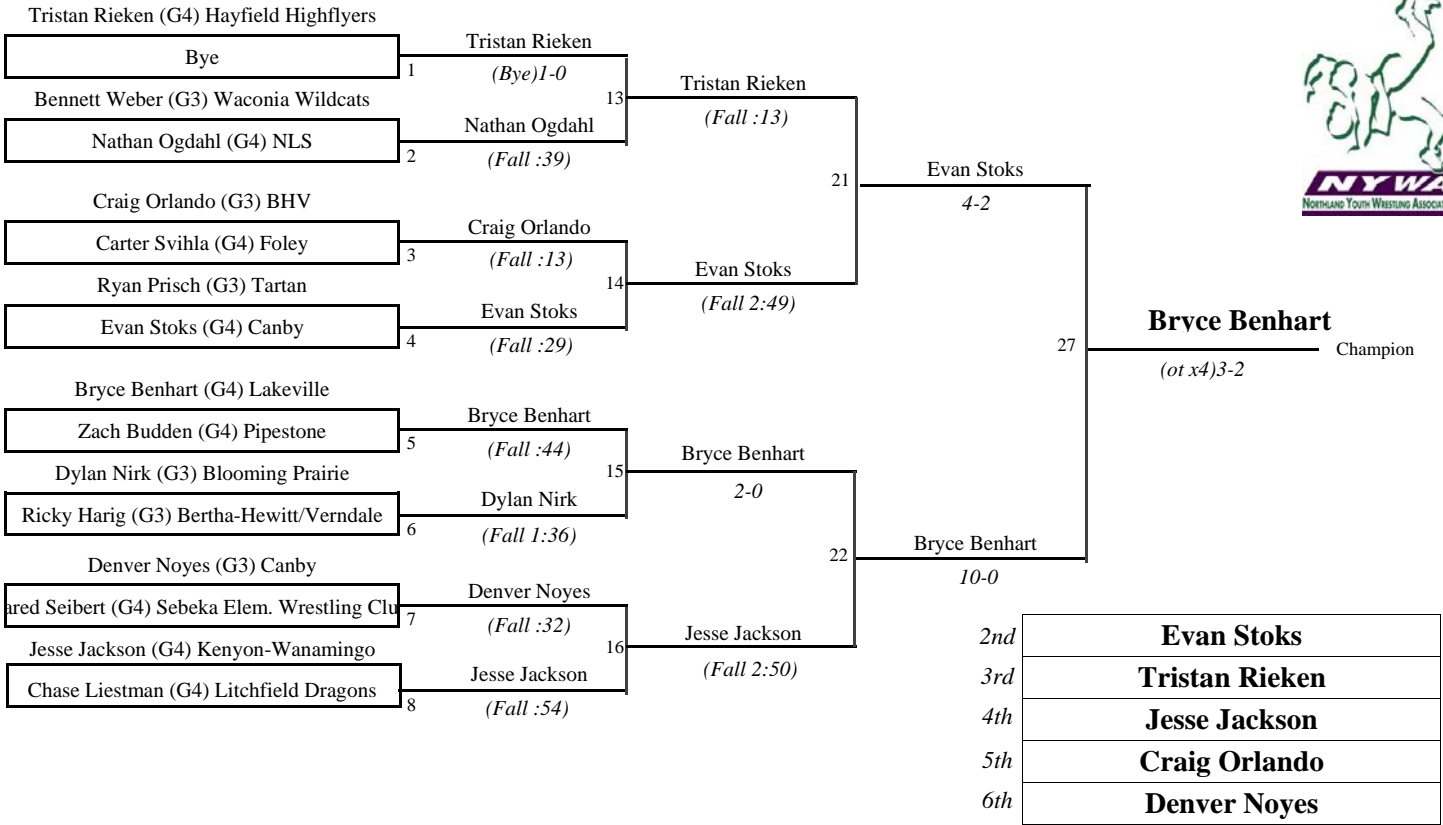 Tristan Rieken (G4) Hayfield Highflyers
Bye
1
Bennett Weber (G3) Waconia Wildcats
Nathan Ogdahl (G4) NLS
2
Craig Orlando (G3) BHV
Carter Svihla (G4) Foley
3
Ryan Prisch (G3) Tartan
Evan Stoks (G4) Canby
4
Bryce Benhart (G4) Lakeville
Zach Budden (G4) Pipestone
5
Dylan Nirk (G3) Blooming Prairie
Ricky Harig (G3) Bertha-Hewitt/Verndale
6
Denver Noyes (G3) Canby
ared Seibert (G4) Sebeka Elem. Wrestling Clu
7
Jesse Jackson (G4) Kenyon-Wanamingo
Chase Liestman (G4) Litchfield Dragons
8
Tristan Rieken
(Bye)1-0
13
Nathan Ogdahl
(Fall :39)
Craig Orlando
(Fall :13)
14
Evan Stoks
(Fall :29)
Bryce Benhart
(Fall :44)
15
Dylan Nirk
(Fall 1:36)
Denver Noyes
(Fall :32)
16
Jesse Jackson
(Fall :54)
Tristan Rieken
(Fall :13)
21
Evan Stoks
(Fall 2:49)
Bryce Benhart
2-0
22
Jesse Jackson
(Fall 2:50)
Evan Stoks
4-2
27
Bryce Benhart
10-0
Bryce Benhart
Champion
(ot x4)3-2
NYWA
NORTHLAND YOUTH WRESTLING ASSOCIA
2nd Evan Stoks
3rd Tristan Rieken
4th Jesse Jackson
5th Craig Orlando
6th Denver Noyes